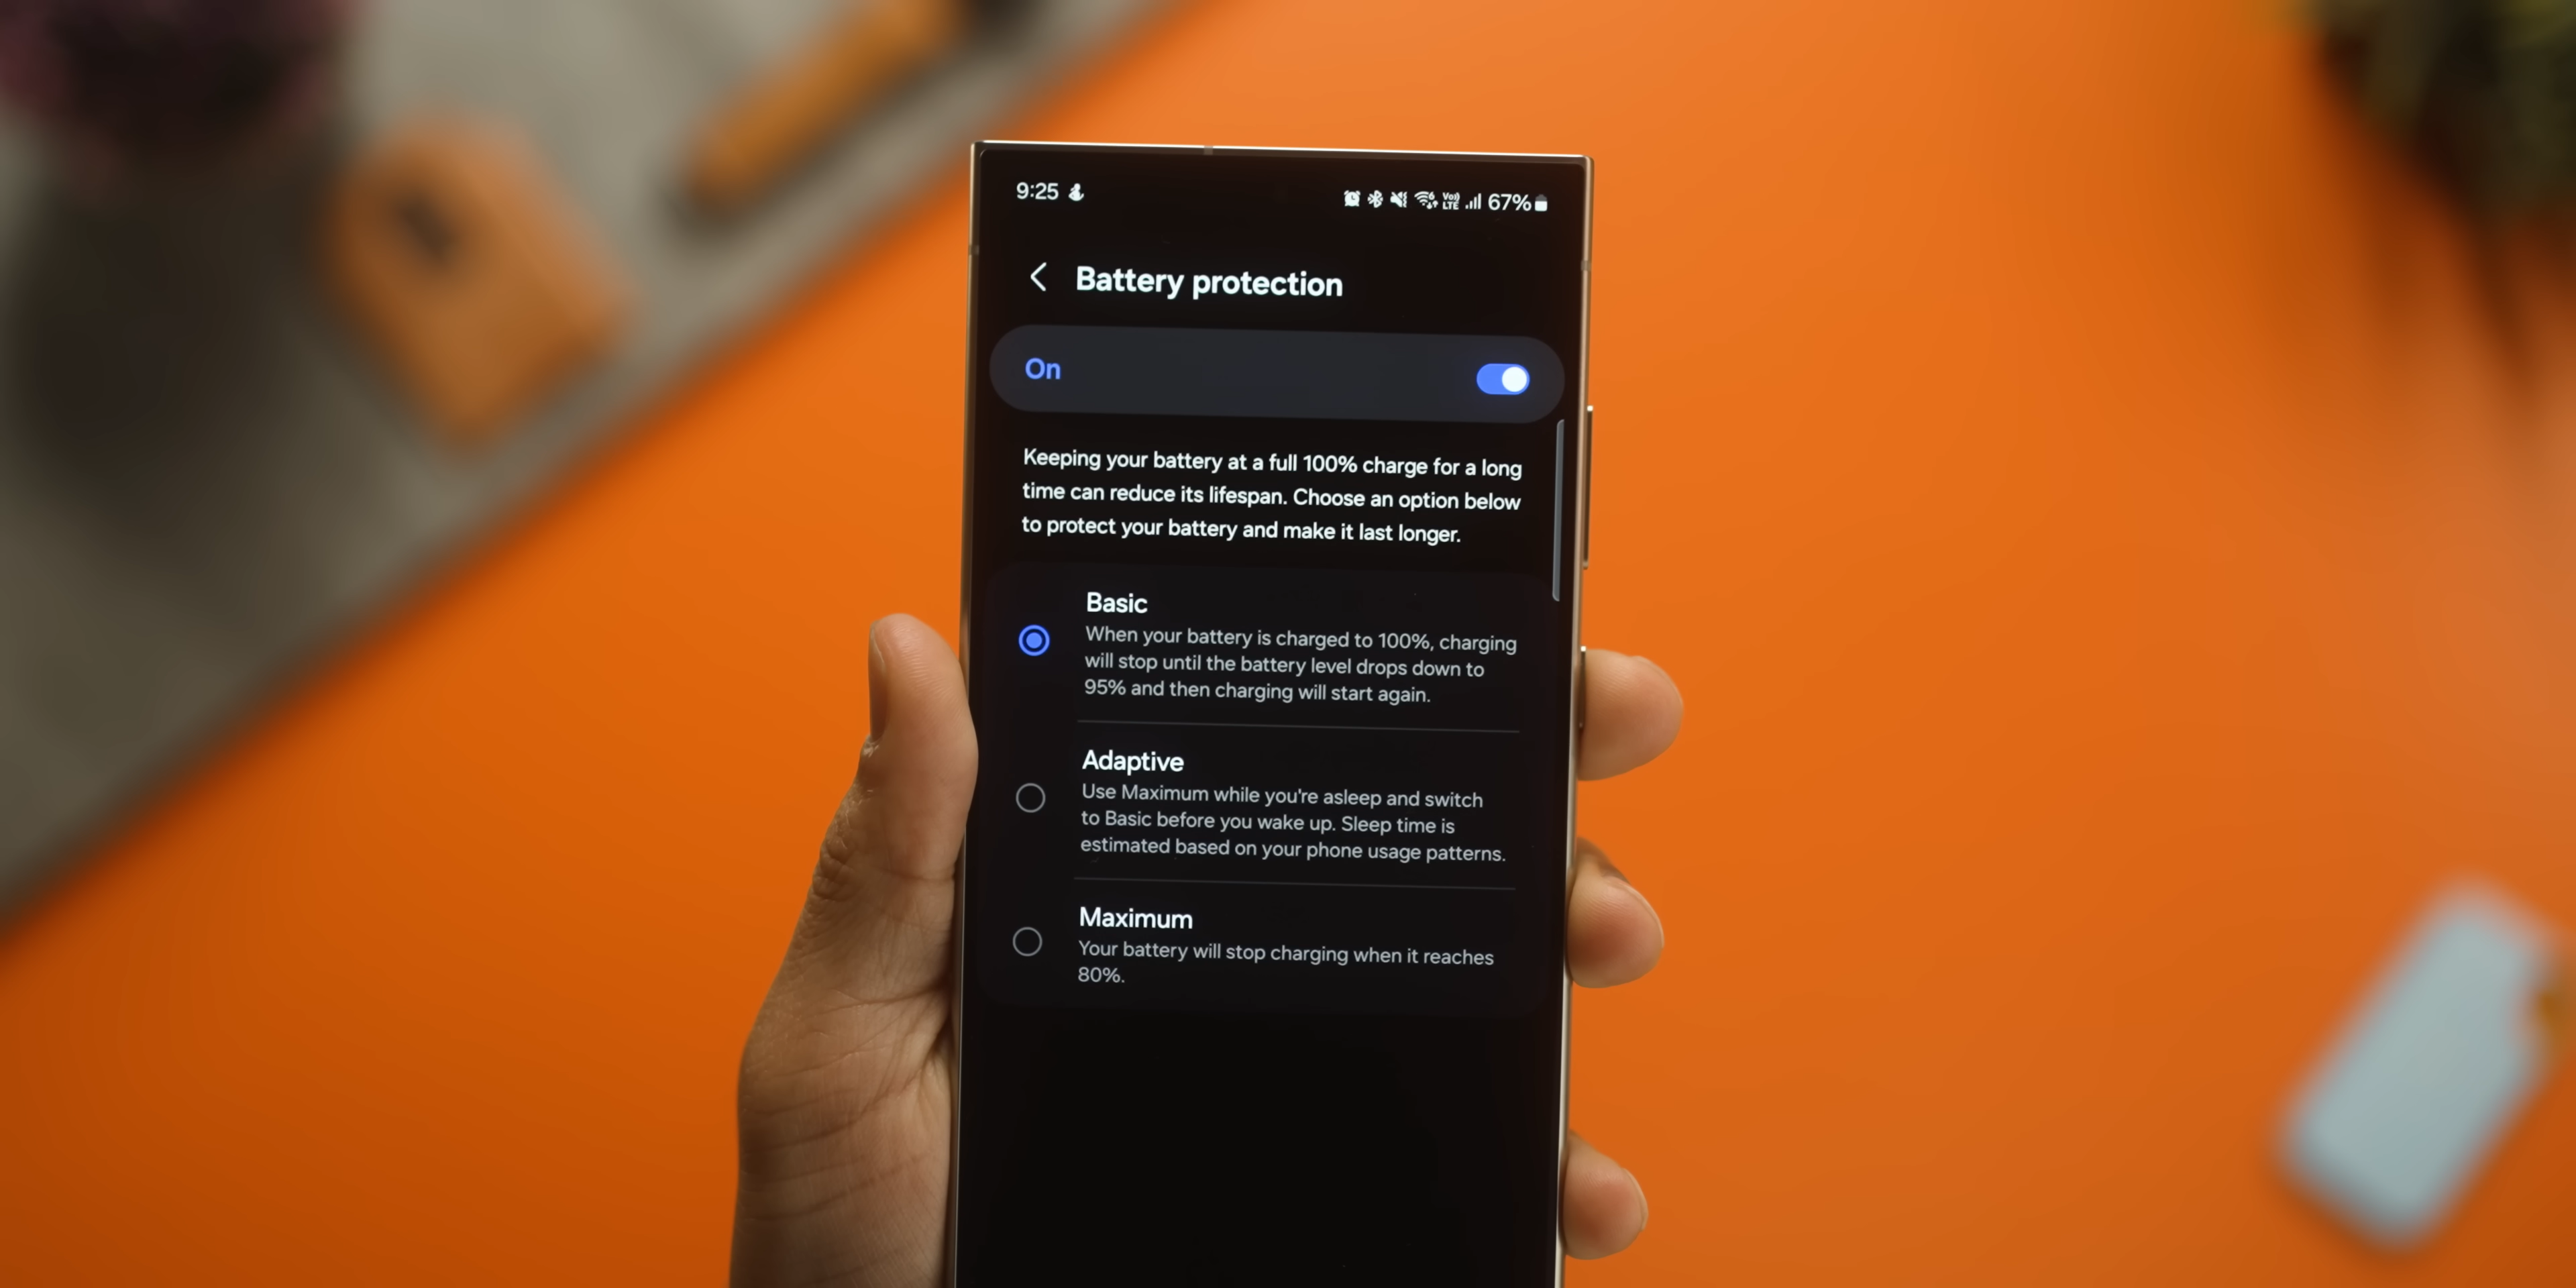 9:25
Vo))
LTE
67%
Battery protection
On
Keeping your battery at a full 100% charge for a long
time can reduce its lifespan. Choose an option below
to protect your battery and make it last longer.
Basic
When your battery is charged to 100%, charging
will stop until the battery level drops down to
95% and then charging will start again.
Adaptive
Use Maximum while you're asleep and switch
to Basic before you wake up. Sleep time is
estimated based on your phone usage patterns.
Maximum
Your battery will stop charging when it reaches
80%.